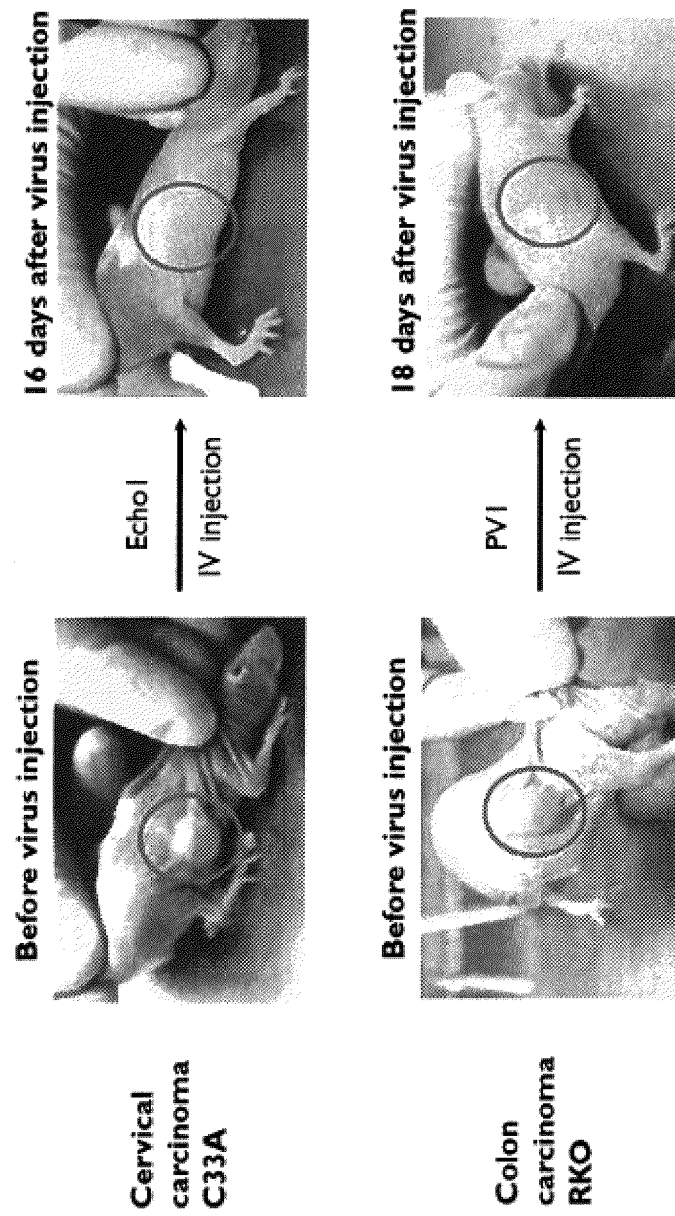 Cervical
carcinoma
C33A
Before virus injection
Echo1
IV injection
16 days after virus injection
Colon
carcinoma
RKO
Before virus injection
PV1
IV injection
18 days after virus injection